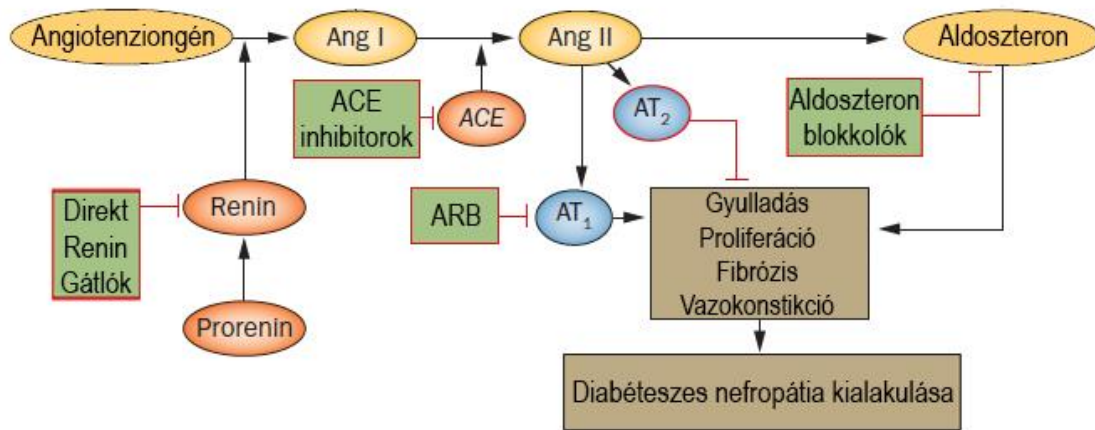 Angiotenziongén
Ang I
Ang II
Aldoszteron
ACE
inhibitorok
ACE
AT2
Aldoszteron
blokkolók
Direkt
Renin
Gátlók
Renin
ARB
AT1
Gyulladás
Proliferáció
Fibrózis
Vazokonstikció
Prorenin
Diabéteszes nefropátia kialakulása